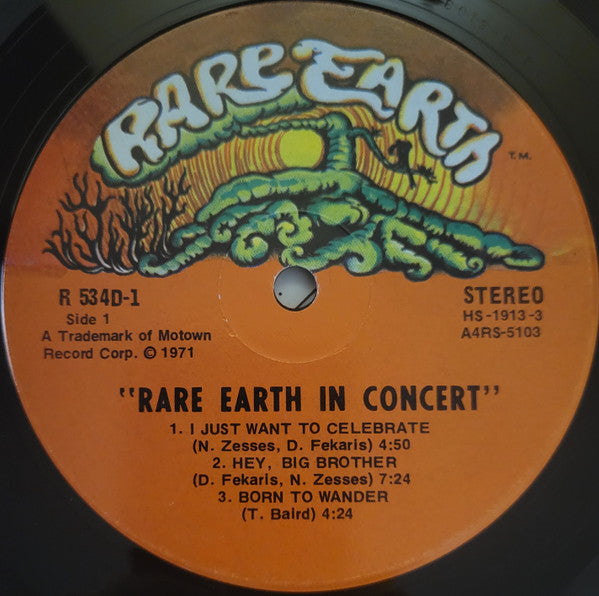 RARE EARTH
T.M.
R 534D-1
Side 1
A Trademark of Motown
Record Corp. © 1971
STEREO
HS-1913-3
A4RS-5103
"RARE EARTH IN CONCERT"
1. I JUST WANT TO CELEBRATE
(N. Zesses, D. Fekaris) 4:50
2. HEY, BIG BROTHER
(D. Fekaris, N. Zesses) 7:24
3. BORN TO WANDER
(T. Baird) 4:24